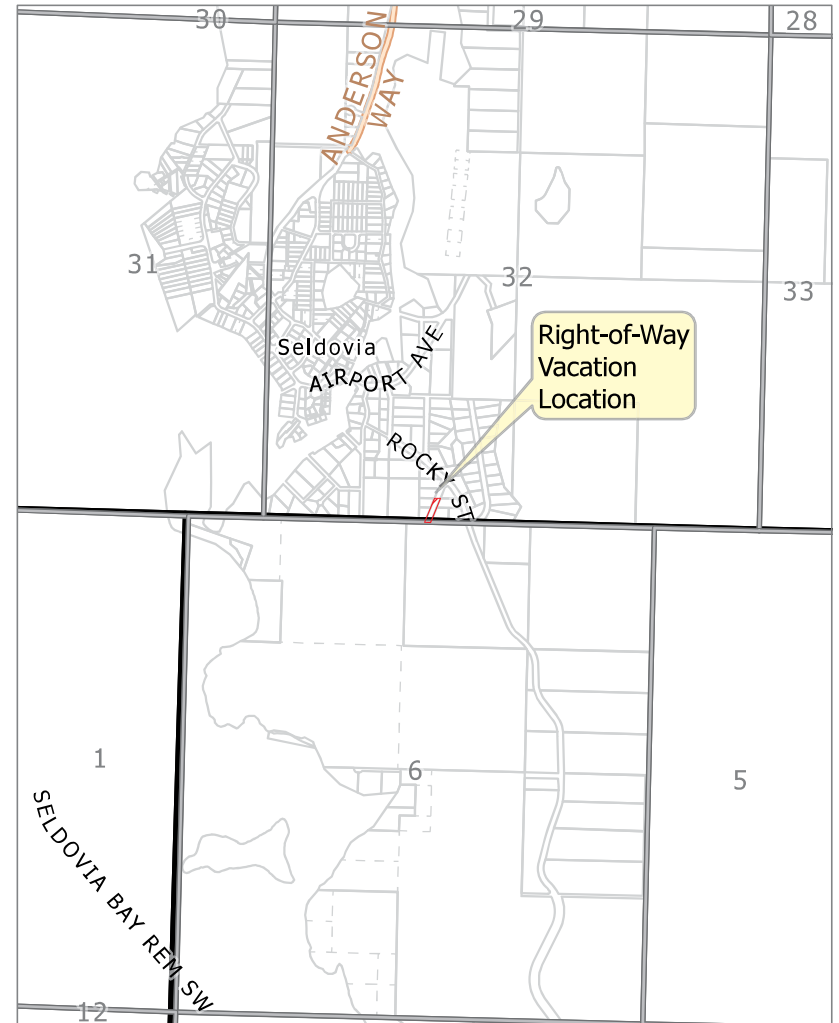 30
29
28
ANDERSON
WAY
31
32
33
Right-of-Way
Vacation
Location
Seldovia
AIRPORT AVE
ROCKY ST
1
6
5
SELDOVIA BAY REM SW
12